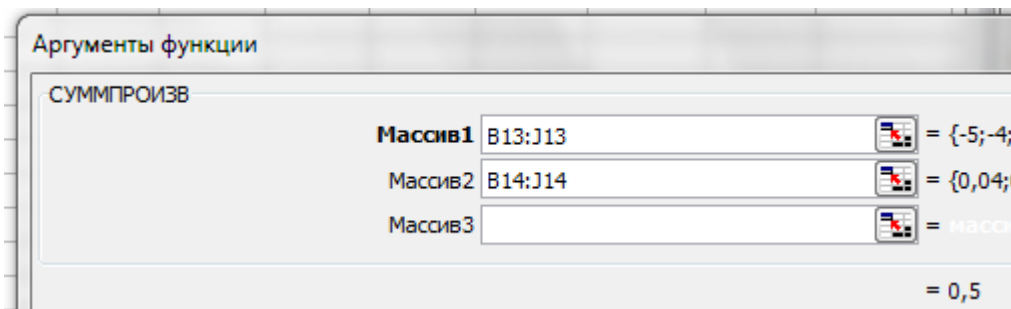 Аргументы функции
СУММПРОИЗВ
Массив1 B13:J13 = {-5;-4;
Массив2 B14:J14 = {0,04;
Массив3 =
= 0,5